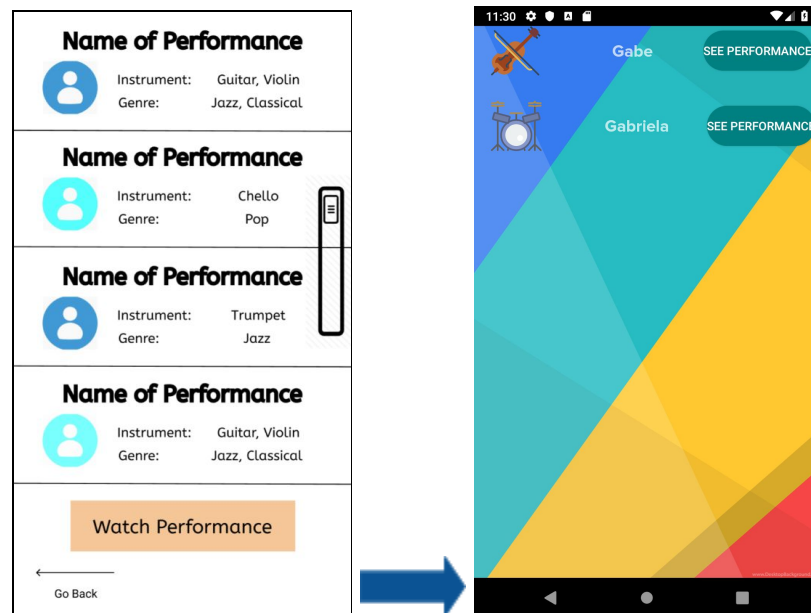 Name of Performance
Instrument: Guitar, Violin
Genre: Jazz, Classical
Name of Performance
Instrument: Chello
Genre: Pop
Name of Performance
Instrument: Trumpet
Genre: Jazz
Name of Performance
Instrument: Guitar, Violin
Genre: Jazz, Classical
Watch Performance
Go Back
11:30
Gabe SEE PERFORMANCE
Gabriela SEE PERFORMANCE